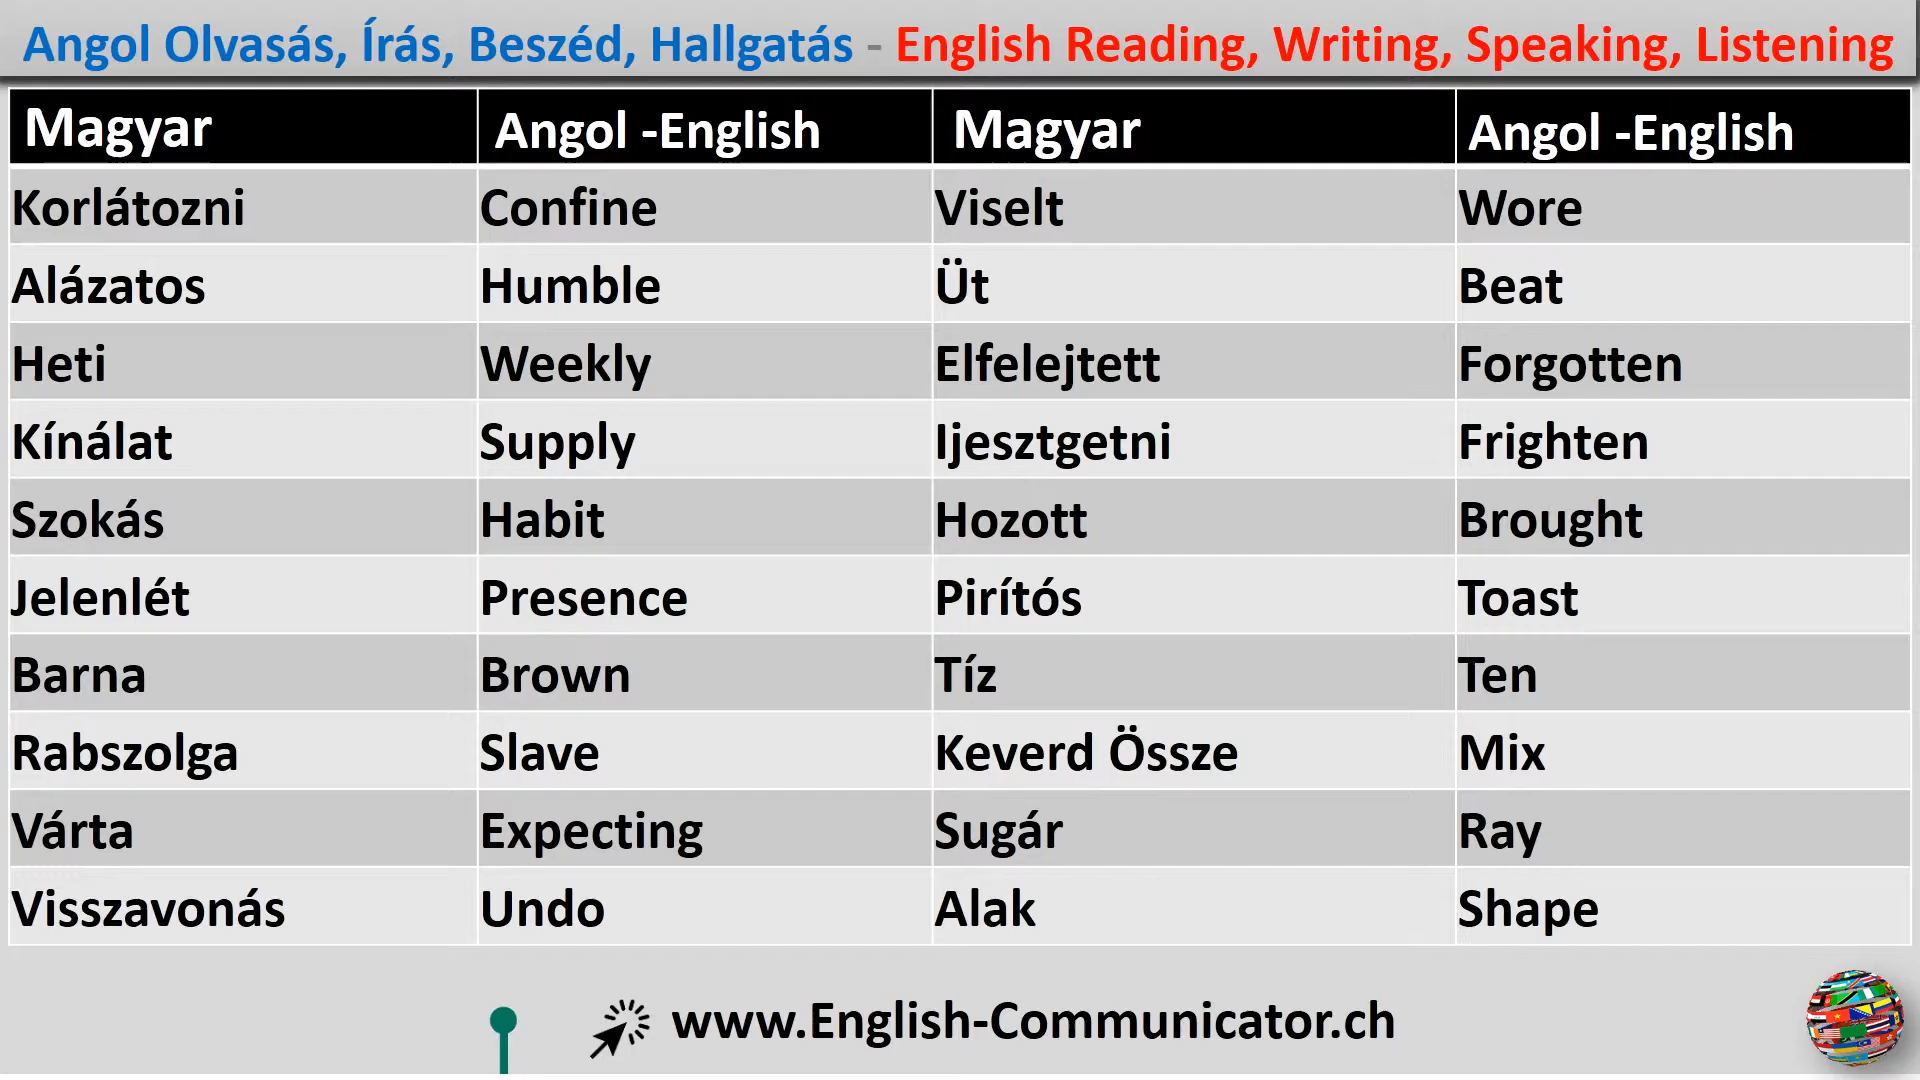 Angol Olvasás, Írás, Beszéd, Hallgatás - English Reading, Writing, Speaking, Listening
Magyar Angol -English Magyar Angol -English
Korlátozni Confine Viselt Wore
Alázatos Humble Üt Beat
Heti Weekly Elfelejtett Forgotten
Kínálat Supply Ijesztgetni Frighten
Szokás Habit Hozott Brought
Jelenlét Presence Pirítós Toast
Barna Brown Tíz Ten
Rabszolga Slave Keverd Össze Mix
Várta Expecting Sugár Ray
Visszavonás Undo Alak Shape
www.English-Communicator.ch